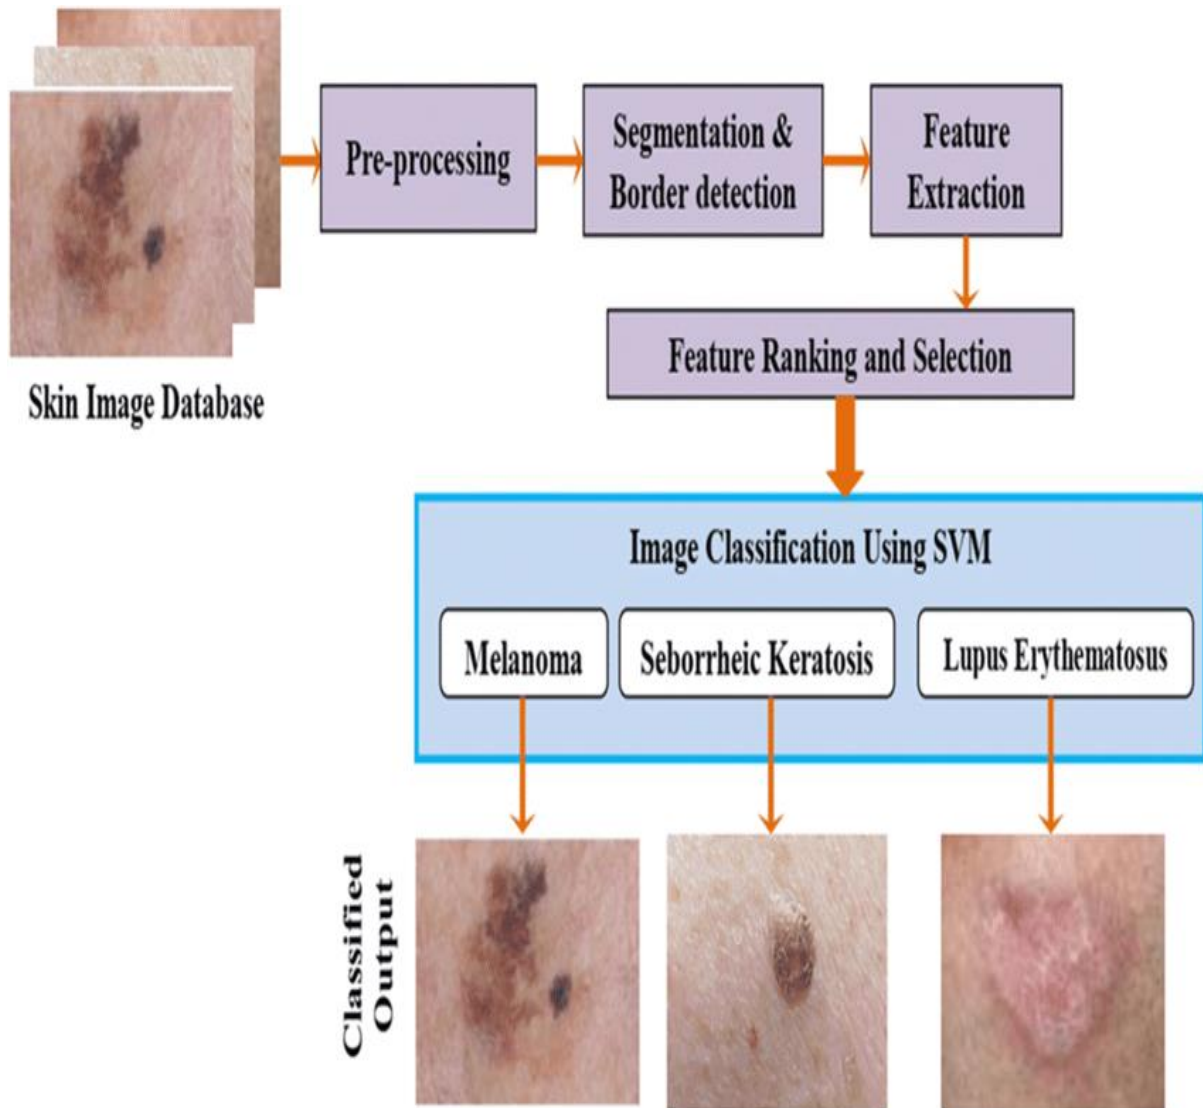 Skin Image Database
Pre-processing
Segmentation &
Border detection
Feature
Extraction
Feature Ranking and Selection
Image Classification Using SVM
Melanoma
Seborrheic Keratosis
Lupus Erythematosus
Classified
Output